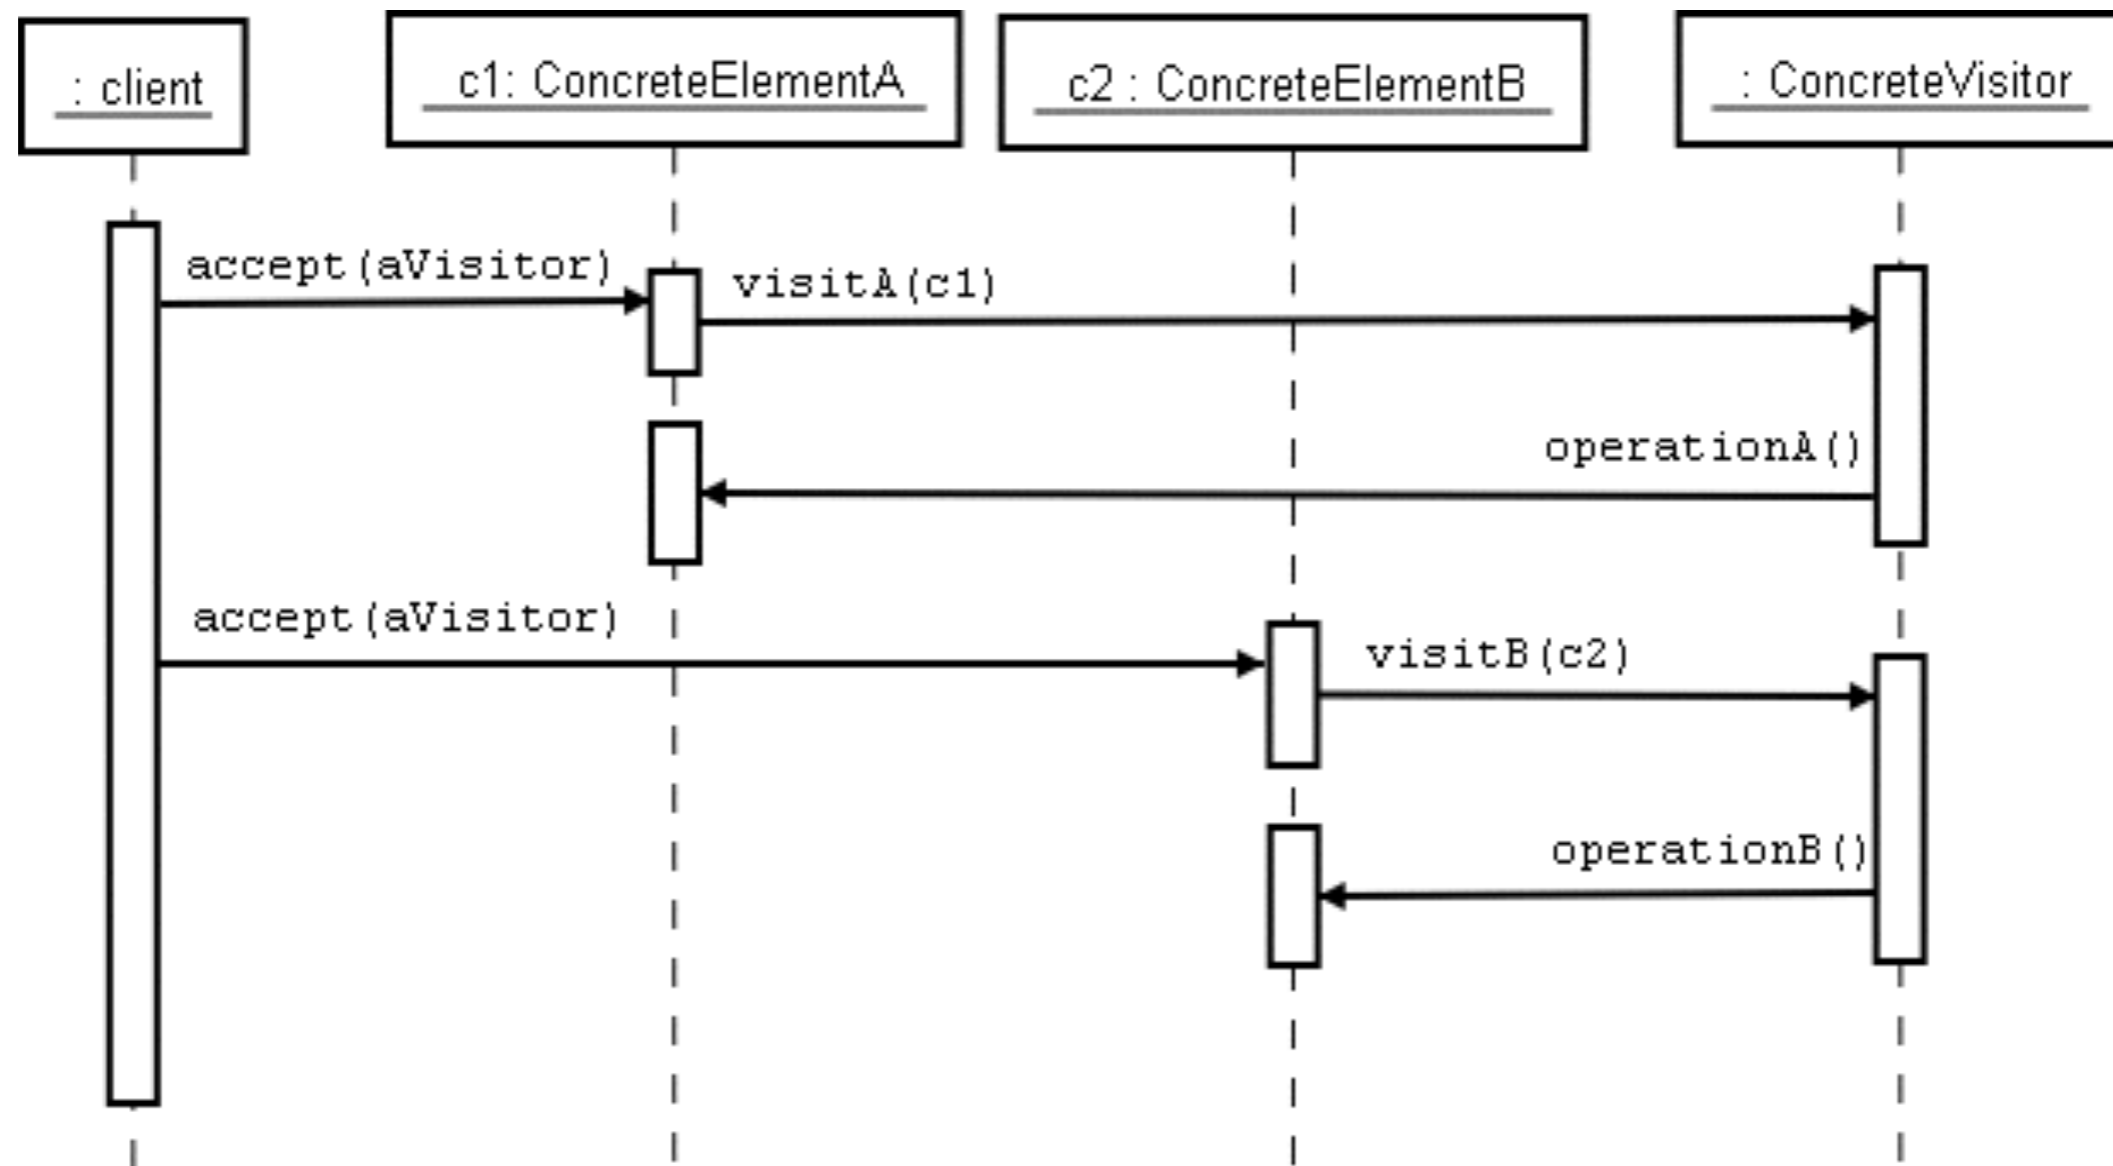 : client
c1: ConcreteElementA
c2 : ConcreteElementB
: ConcreteVisitor
accept(aVisitor)
visitA(c1)
operationA()
accept(aVisitor)
visitB(c2)
operationB()